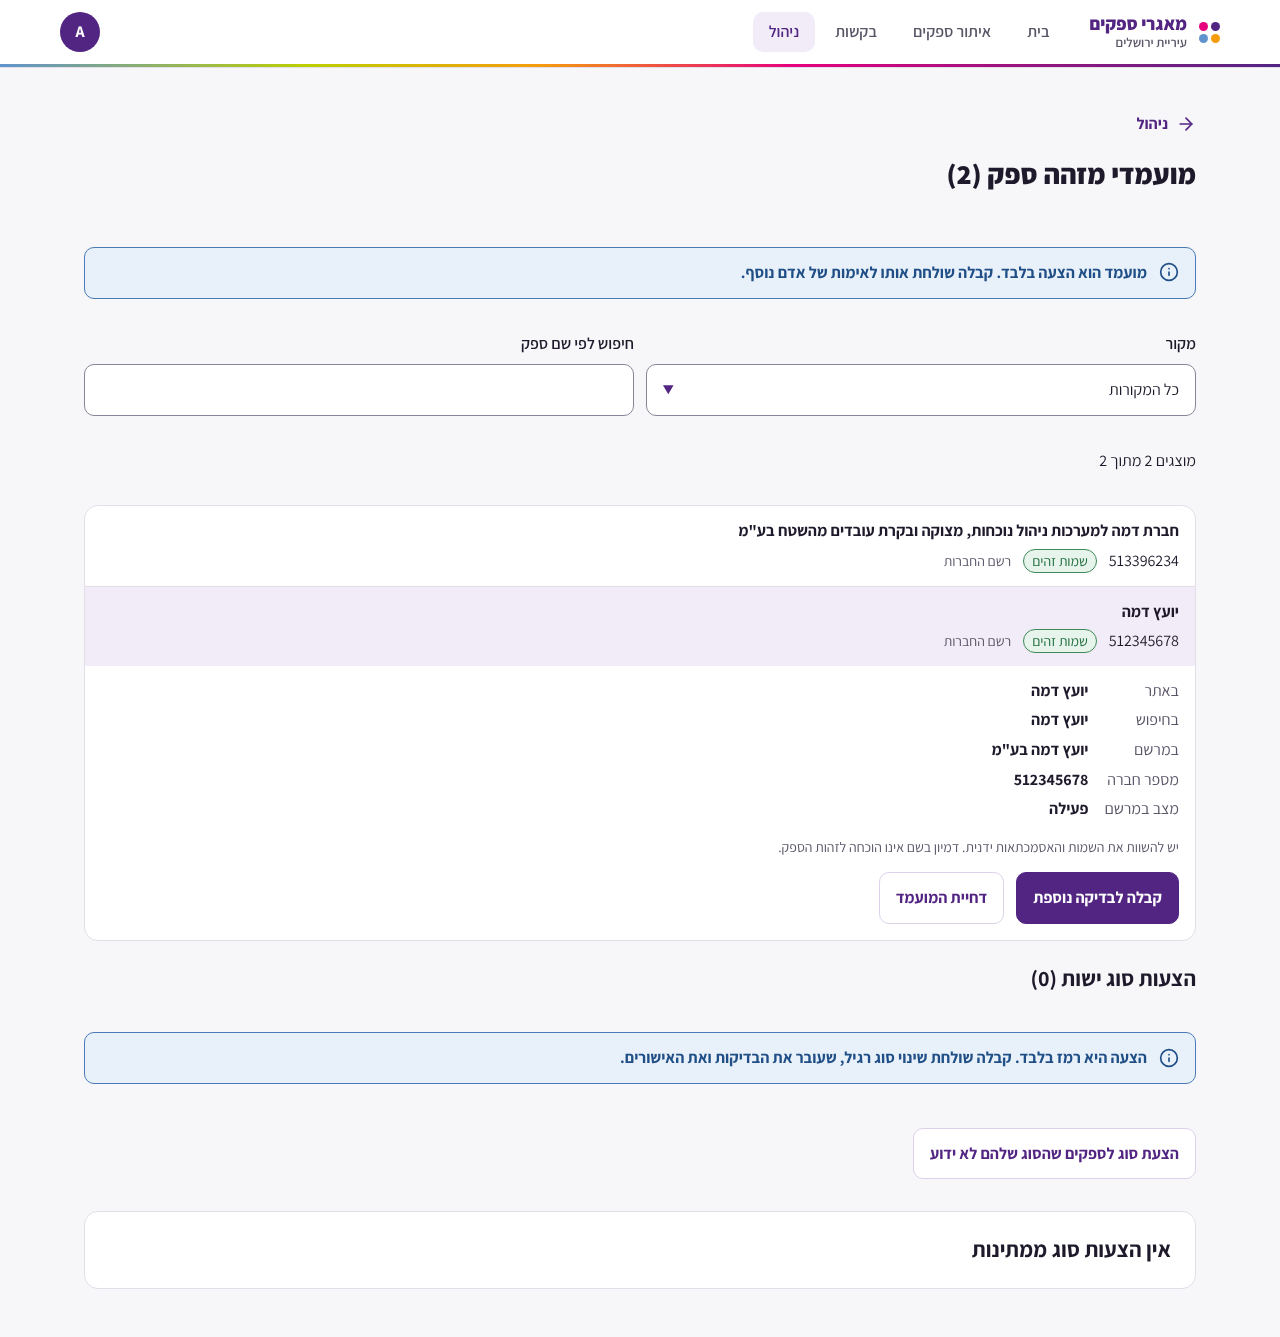 מאגרי ספקים
עיריית ירושלים
בית
איתור ספקים
בקשות
ניהול
A
ניהול
מועמדי מזהה ספק (2)
מועמד הוא הצעה בלבד. קבלה שולחת אותו לאימות של אדם נוסף.
מקור
חיפוש לפי שם ספק
כל המקורות
מוצגים 2 מתוך 2
חברת דמה למערכות ניהול נוכחות, מצוקה ובקרת עובדים מהשטח בע"מ
513396234 שמות זהים רשם החברות
יועץ דמה
512345678 שמות זהים רשם החברות
באתר יועץ דמה
בחיפוש יועץ דמה
במרשם יועץ דמה בע"מ
מספר חברה 512345678
מצב במרשם פעילה
יש להשוות את השמות והאסמכתאות ידנית. דמיון בשם אינו הוכחה לזהות הספק.
קבלה לבדיקה נוספת
דחיית המועמד
הצעות סוג ישות (0)
הצעה היא רמז בלבד. קבלה שולחת שינוי סוג רגיל, שעובר את הבדיקות ואת האישורים.
הצעת סוג לספקים שהסוג שלהם לא ידוע
אין הצעות סוג ממתינות